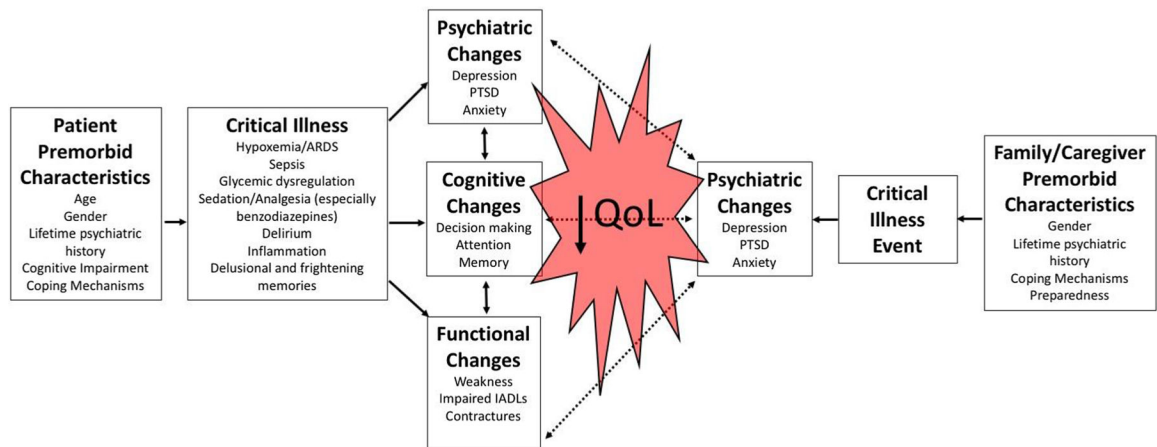 Patient
Premorbid
Characteristics
Age
Gender
Lifetime psychiatric
history
Cognitive Impairment
Coping Mechanisms
Critical Illness
Hypoxemia/ARDS
Sepsis
Glycemic dysregulation
Sedation/Analgesia (especially
benzodiazepines)
Delirium
Inflammation
Delusional and frightening
memories
Psychiatric
Changes
Depression
PTSD
Anxiety
Cognitive
Changes
Decision making
Attention
Memory
Functional
Changes
Weakness
Impaired IADLs
Contractures
QoL
Psychiatric
Changes
Depression
PTSD
Anxiety
Critical
Illness
Event
Family/Caregiver
Premorbid
Characteristics
Gender
Lifetime psychiatric
history
Coping Mechanisms
Preparedness